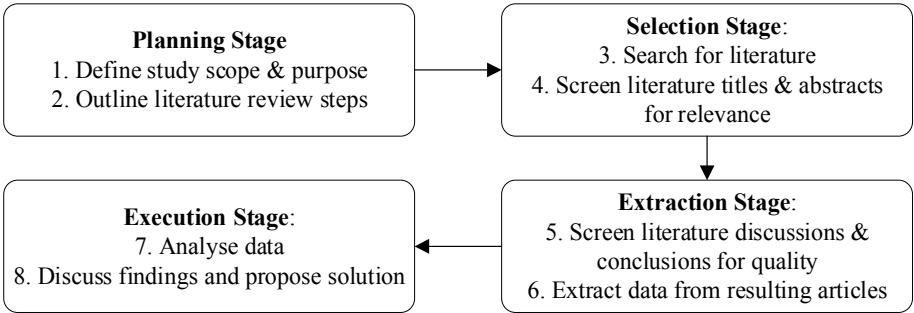 Planning Stage
1. Define study scope & purpose
2. Outline literature review steps
Selection Stage:
3. Search for literature
4. Screen literature titles & abstracts
for relevance
Extraction Stage:
5. Screen literature discussions &
conclusions for quality
6. Extract data from resulting articles
Execution Stage:
7. Analyse data
8. Discuss findings and propose solution